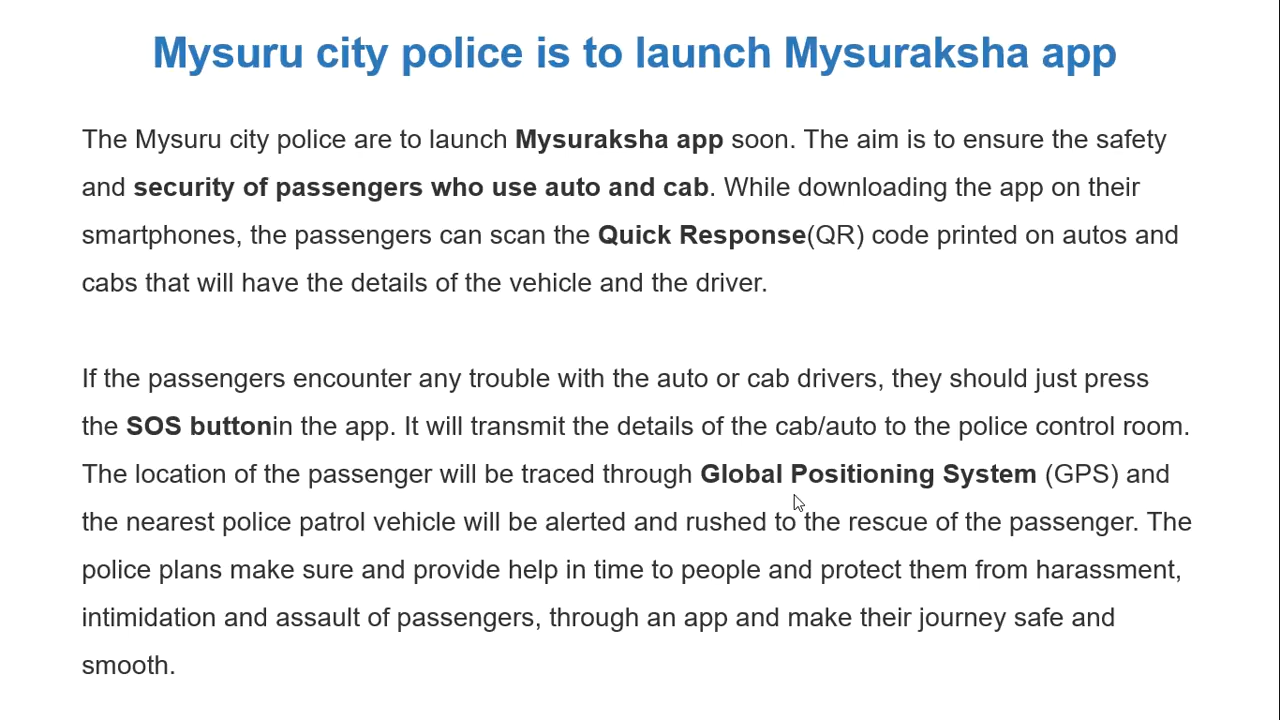 Mysuru city police is to launch Mysuraksha app
The Mysuru city police are to launch Mysuraksha app soon. The aim is to ensure the safety
and security of passengers who use auto and cab. While downloading the app on their
smartphones, the passengers can scan the Quick Response(QR) code printed on autos and
cabs that will have the details of the vehicle and the driver.
If the passengers encounter any trouble with the auto or cab drivers, they should just press
the SOS buttonin the app. It will transmit the details of the cab/auto to the police control room.
The location of the passenger will be traced through Global Positioning System (GPS) and
the nearest police patrol vehicle will be alerted and rushed to the rescue of the passenger. The
police plans make sure and provide help in time to people and protect them from harassment,
intimidation and assault of passengers, through an app and make their journey safe and
smooth.